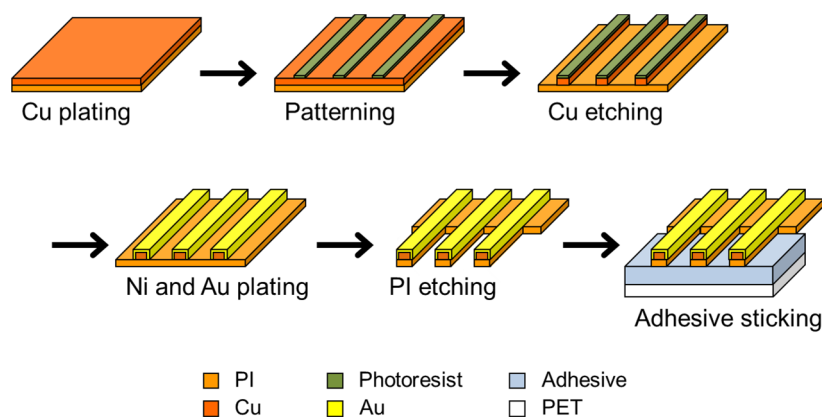 Cu plating
Patterning
Cu etching
Ni and Au plating
PI etching
Adhesive sticking
PI
Photoresist
Adhesive
Cu
Au
PET